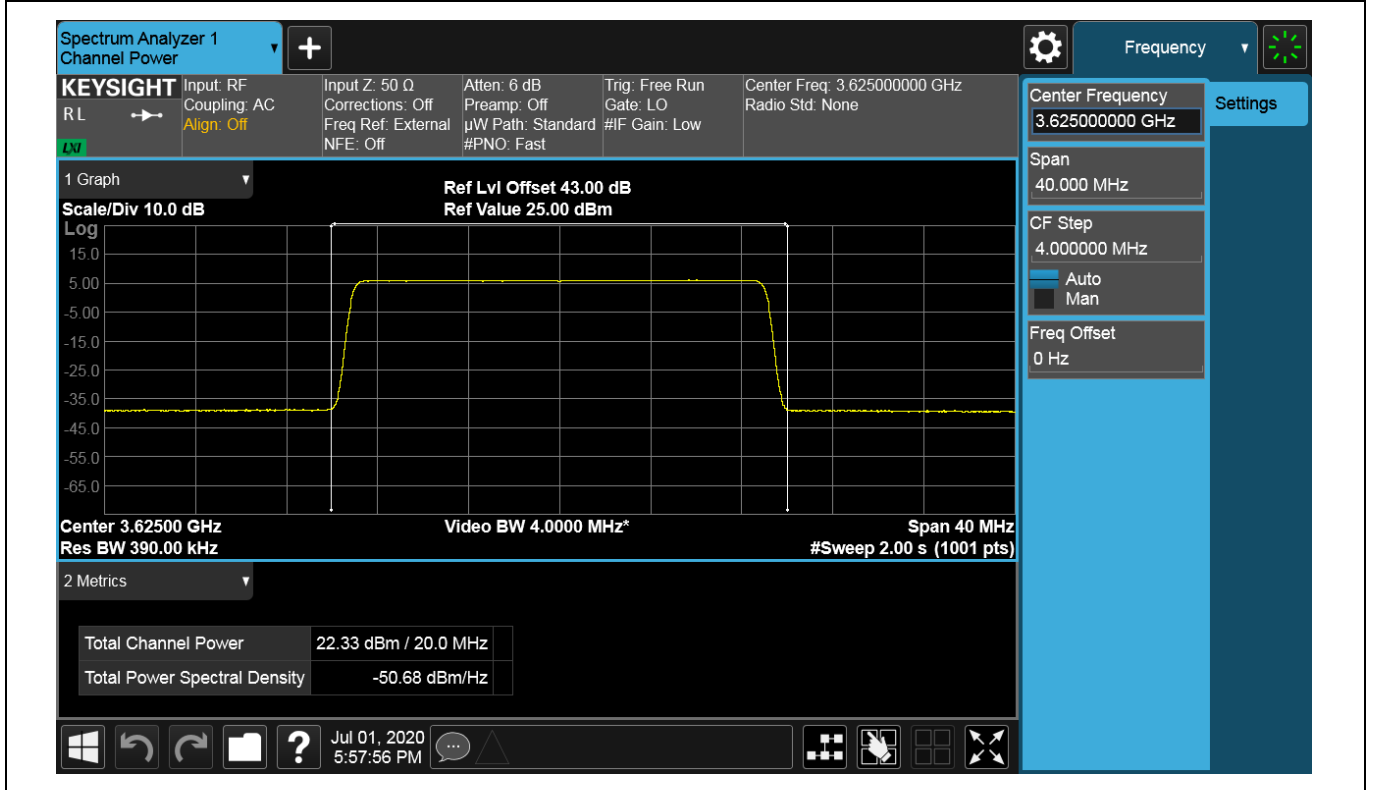 Spectrum Analyzer 1
Channel Power
+
Frequency
KEYSIGHT
Input: RF
Coupling: AC
Align: Off
R L
LXI
Input Z: 50 Ω
Corrections: Off
Freq Ref: External
NFE: Off
Atten: 6 dB
Preamp: Off
µW Path: Standard
#PNO: Fast
Trig: Free Run
Gate: LO
#IF Gain: Low
Center Freq: 3.625000000 GHz
Radio Std: None
Center Frequency
3.625000000 GHz
Settings
Span
40.000 MHz
CF Step
4.000000 MHz
Auto
Man
Freq Offset
0 Hz
1 Graph
Scale/Div 10.0 dB
Ref Lvl Offset 43.00 dB
Ref Value 25.00 dBm
Log
15.0
5.00
-5.00
-15.0
-25.0
-35.0
-45.0
-55.0
-65.0
Center 3.62500 GHz
Video BW 4.0000 MHz*
Span 40 MHz
Res BW 390.00 kHz
#Sweep 2.00 s (1001 pts)
2 Metrics
Total Channel Power 22.33 dBm / 20.0 MHz
Total Power Spectral Density -50.68 dBm/Hz
?
Jul 01, 2020
5:57:56 PM